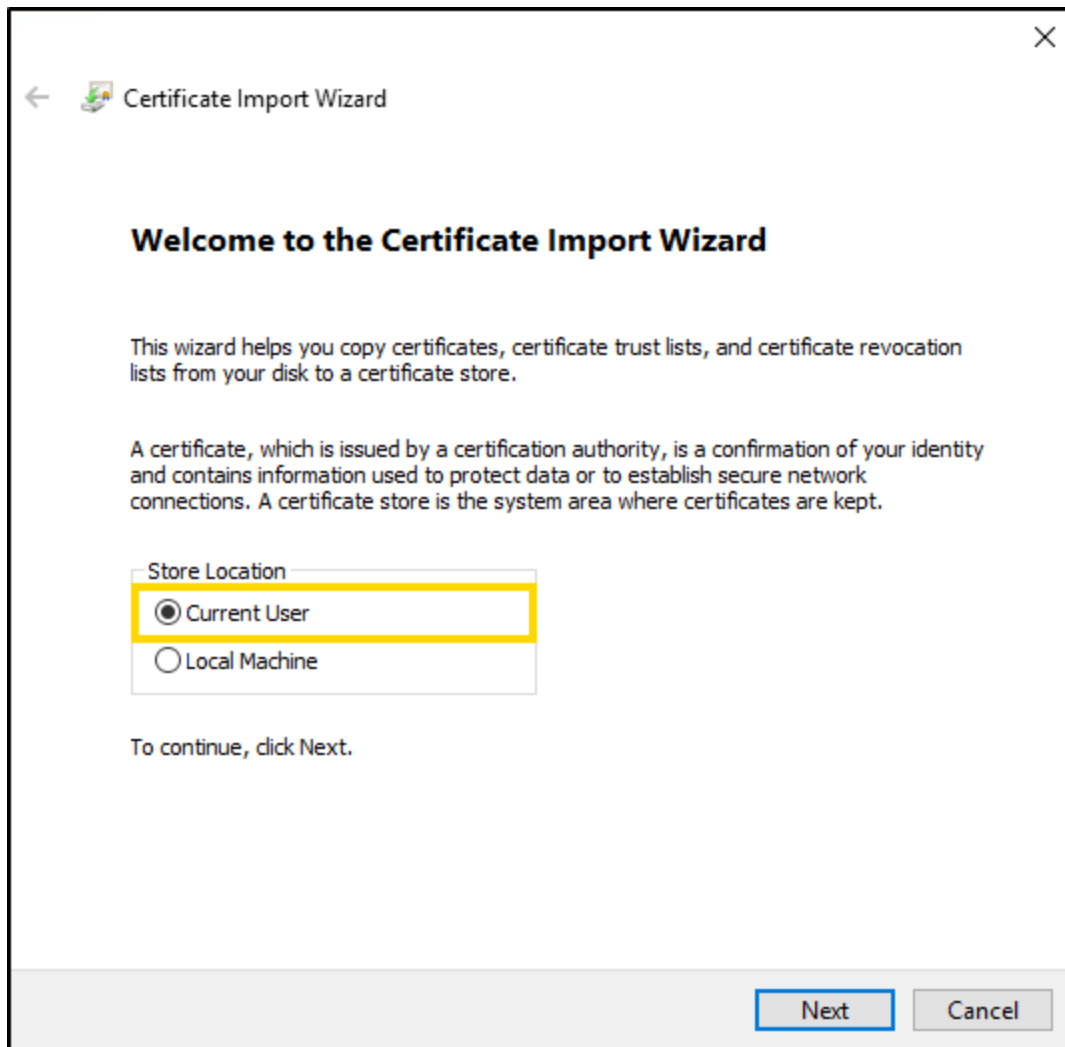 Certificate Import Wizard
Welcome to the Certificate Import Wizard
This wizard helps you copy certificates, certificate trust lists, and certificate revocation
lists from your disk to a certificate store.
A certificate, which is issued by a certification authority, is a confirmation of your identity
and contains information used to protect data or to establish secure network
connections. A certificate store is the system area where certificates are kept.
Store Location
Current User
Local Machine
To continue, click Next.
Next
Cancel